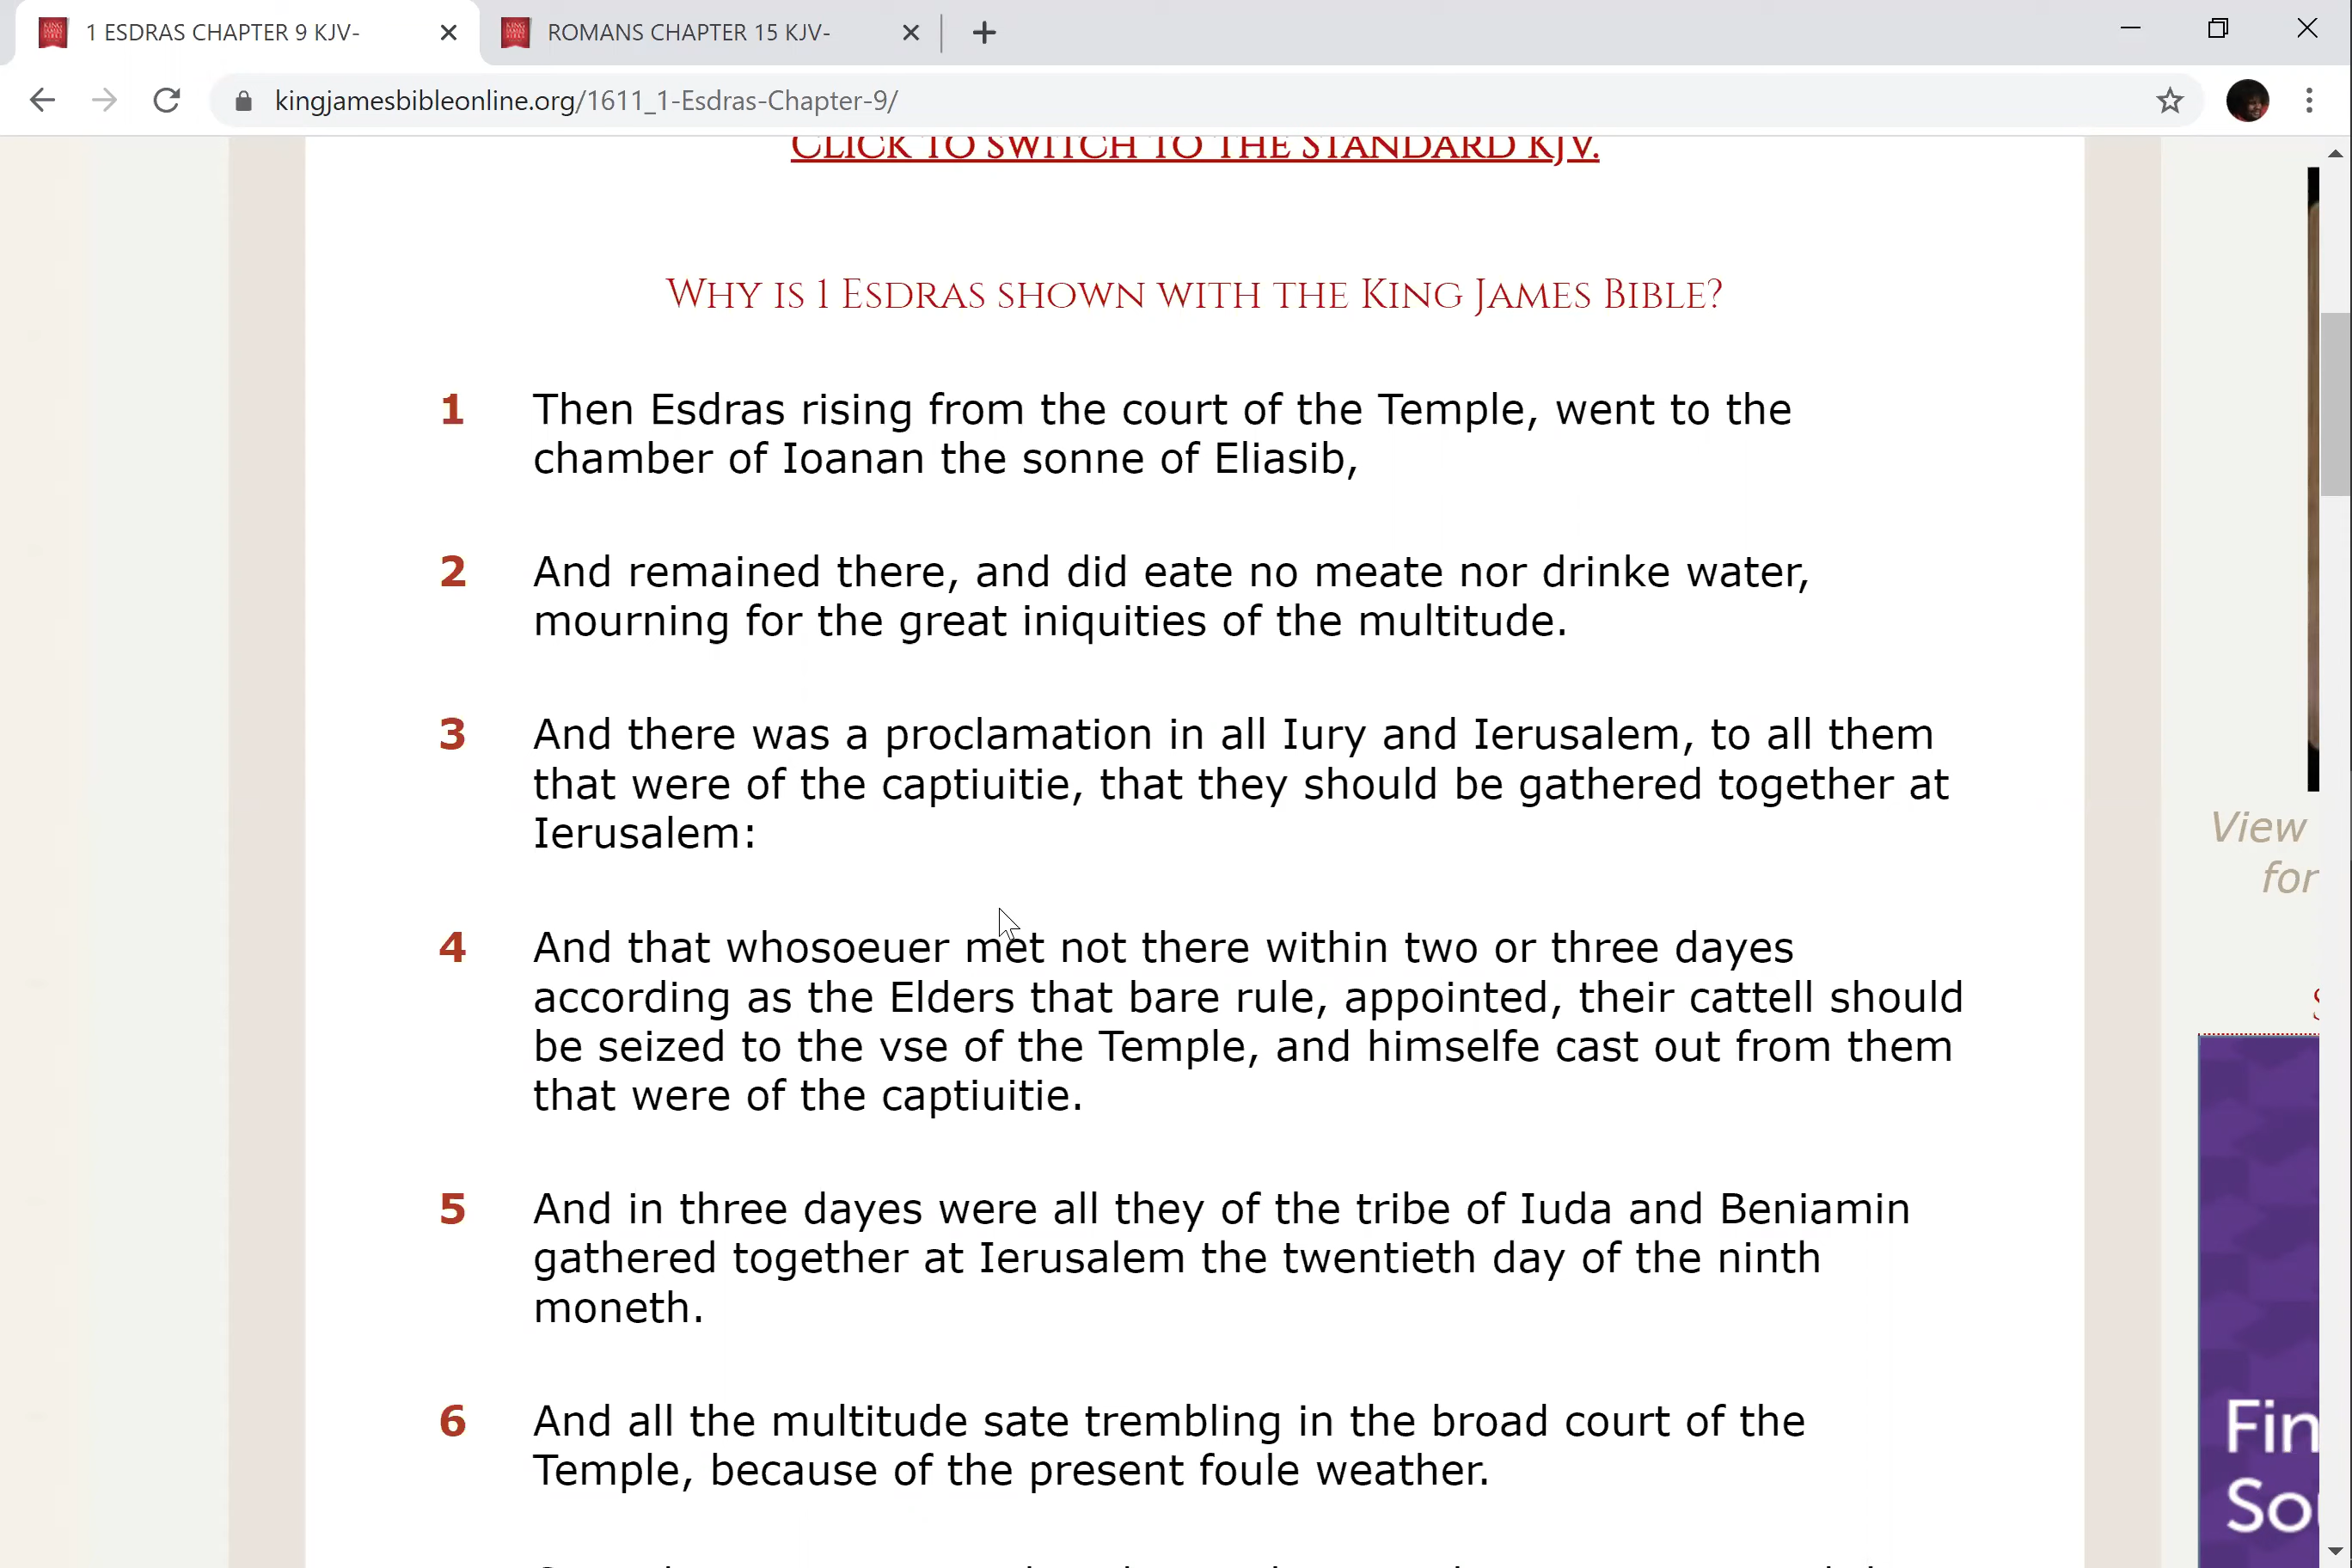 1 ESDRAS CHAPTER 9 KJV-
ROMANS CHAPTER 15 KJV-
kingjamesbibleonline.org/1611_1-Esdras-Chapter-9/
CLICK TO SWITCH TO THE STANDARD KJV.
WHY IS 1 ESDRAS SHOWN WITH THE KING JAMES BIBLE?
1 Then Esdras rising from the court of the Temple, went to the
chamber of Ioanan the sonne of Eliasib,
2 And remained there, and did eate no meate nor drinke water,
mourning for the great iniquities of the multitude.
3 And there was a proclamation in all Iury and Ierusalem, to all them
that were of the captiuitie, that they should be gathered together at
Ierusalem:
4 And that whosoeuer met not there within two or three dayes
according as the Elders that bare rule, appointed, their cattell should
be seized to the vse of the Temple, and himselfe cast out from them
that were of the captiuitie.
5 And in three dayes were all they of the tribe of Iuda and Beniamin
gathered together at Ierusalem the twentieth day of the ninth
moneth.
6 And all the multitude sate trembling in the broad court of the
Temple, because of the present foule weather.
View
for
Fin
So